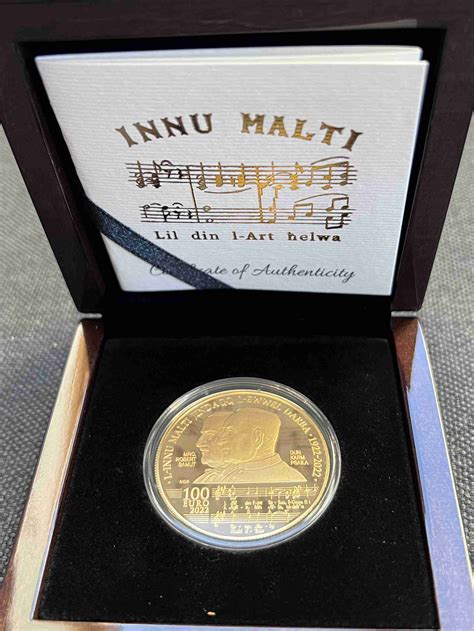 INNU MALTI
Lil din l-Art ħelwa
Certificate of Authenticity
L-INNU MALTI INDAQQ L-EWWEL DARBA · 1922-2022
MRO.
ROBERT
SAMUT
DUN
KARM
PSAILA
100
EURO
2022